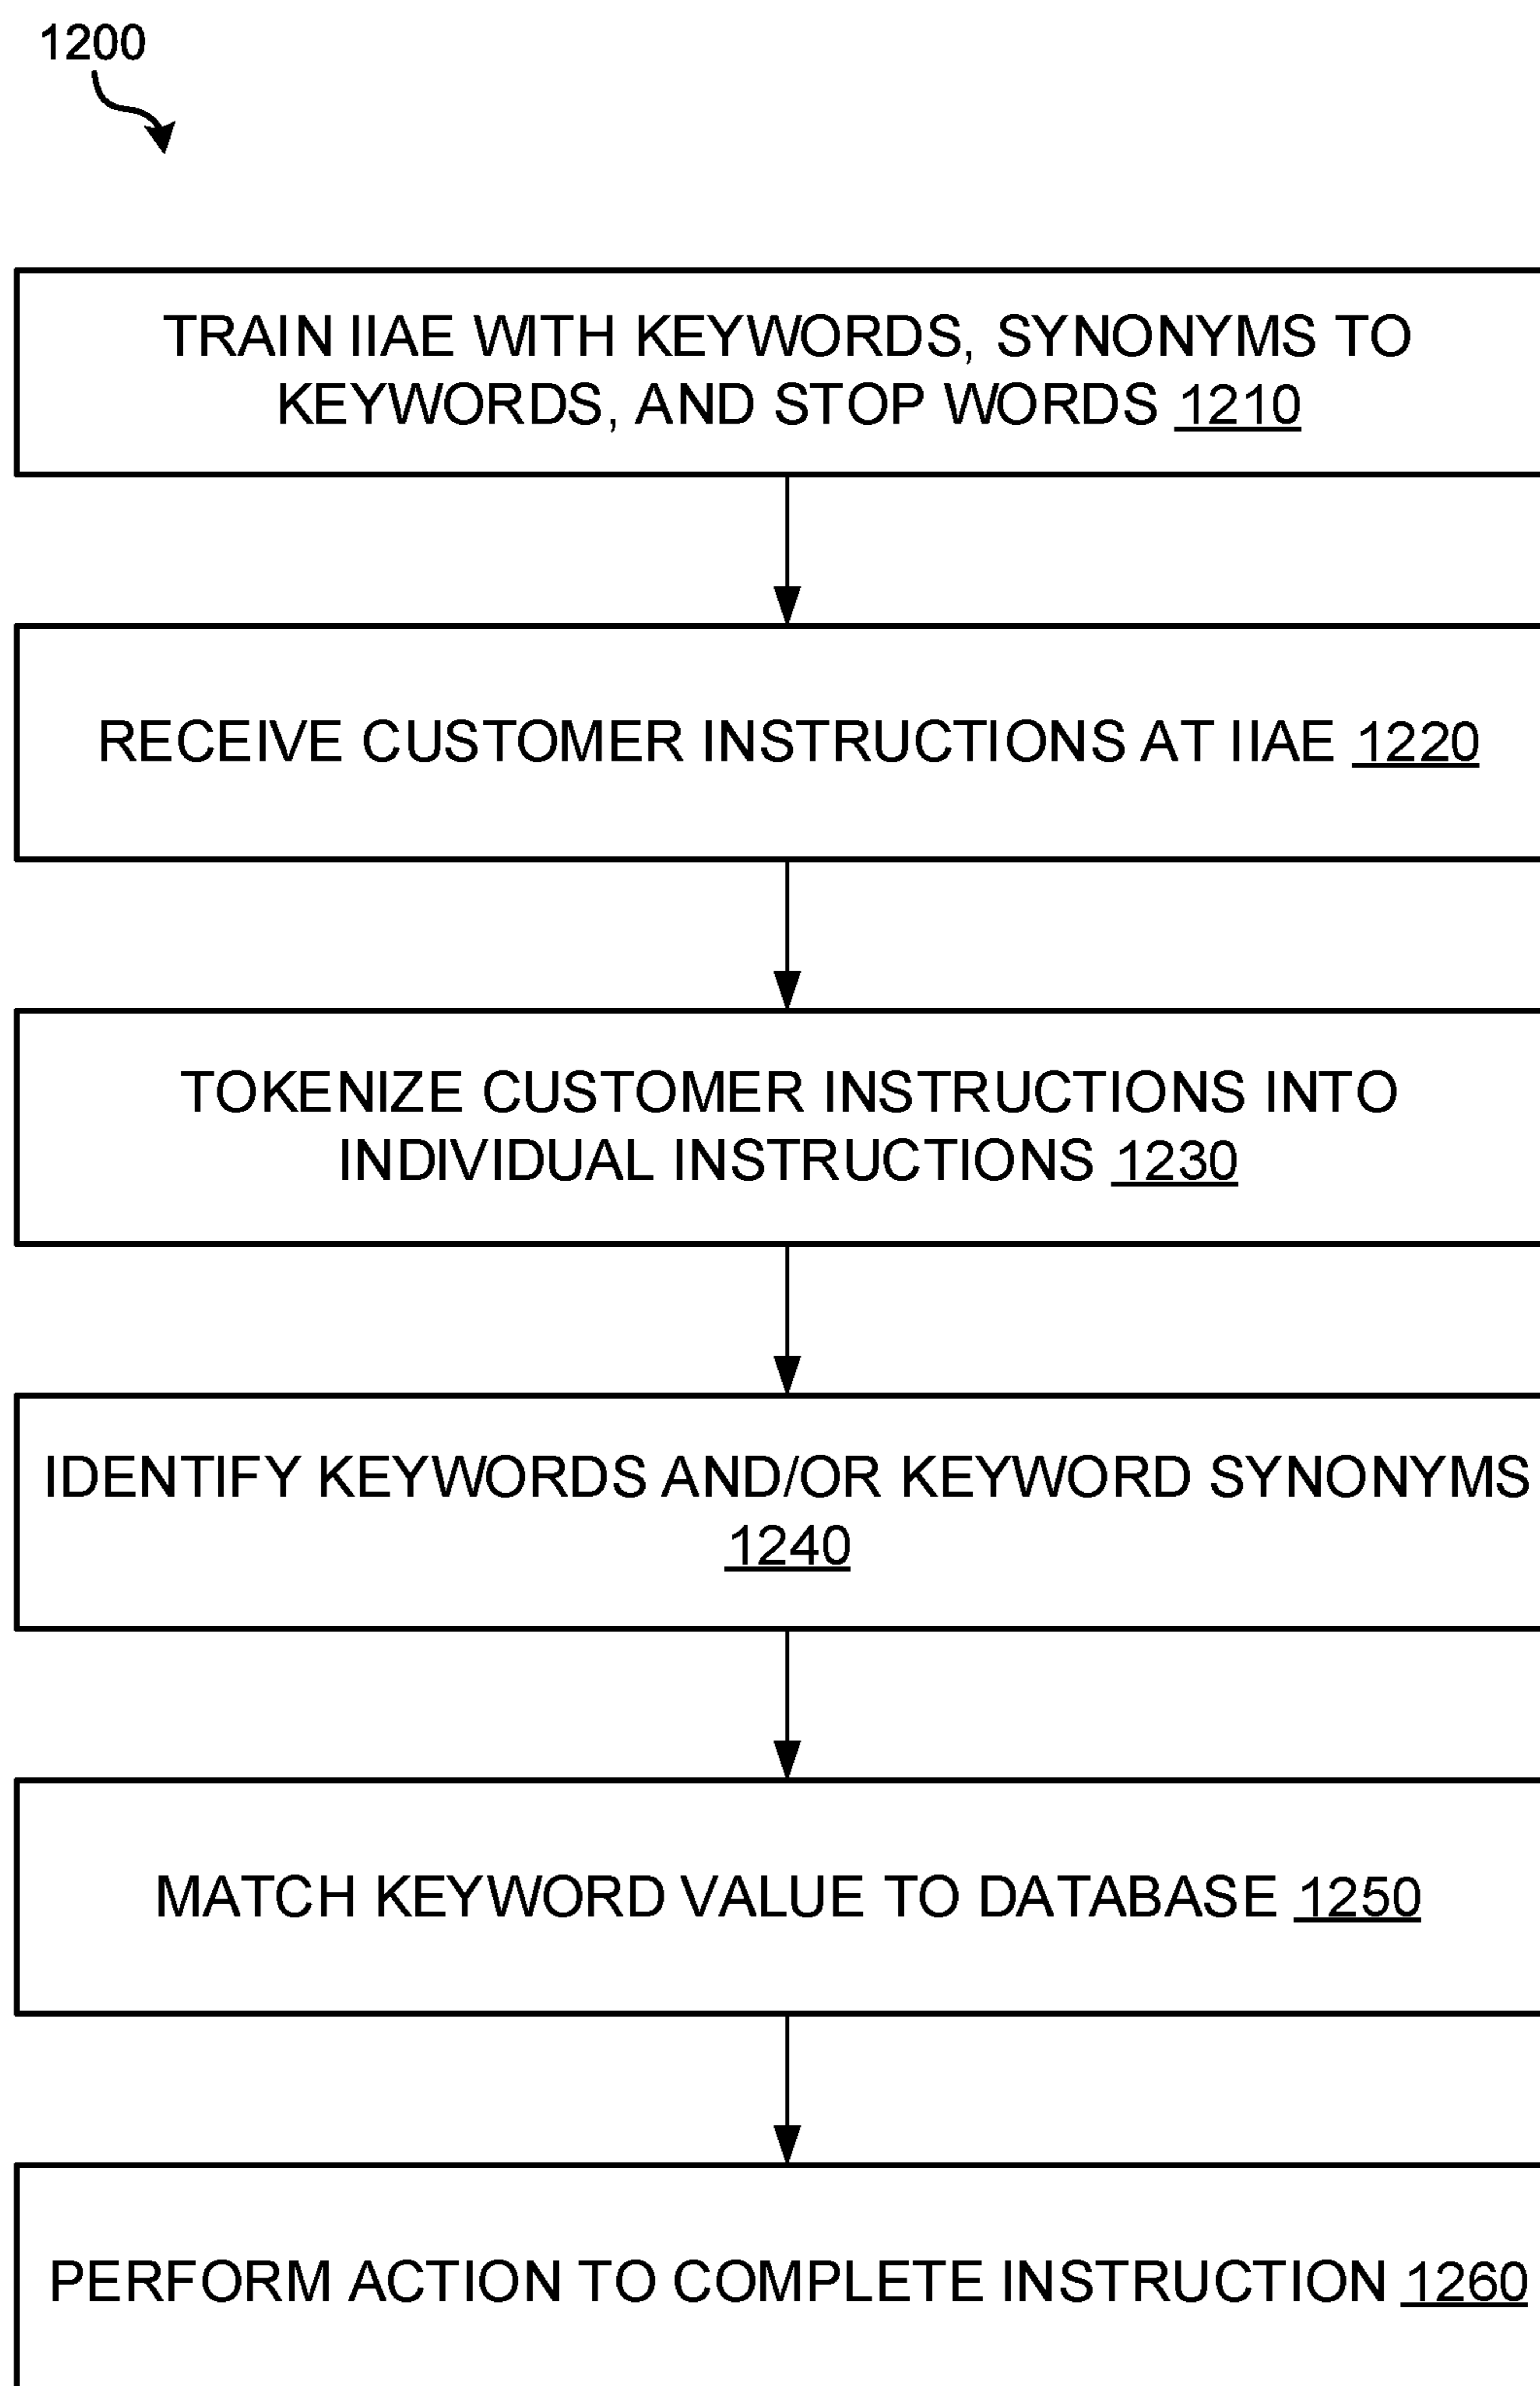 1200
TRAIN IIAE WITH KEYWORDS, SYNONYMS TO
KEYWORDS, AND STOP WORDS 1210
RECEIVE CUSTOMER INSTRUCTIONS AT IIAE 1220
TOKENIZE CUSTOMER INSTRUCTIONS INTO
INDIVIDUAL INSTRUCTIONS 1230
IDENTIFY KEYWORDS AND/OR KEYWORD SYNONYMS
1240
MATCH KEYWORD VALUE TO DATABASE 1250
PERFORM ACTION TO COMPLETE INSTRUCTION 1260